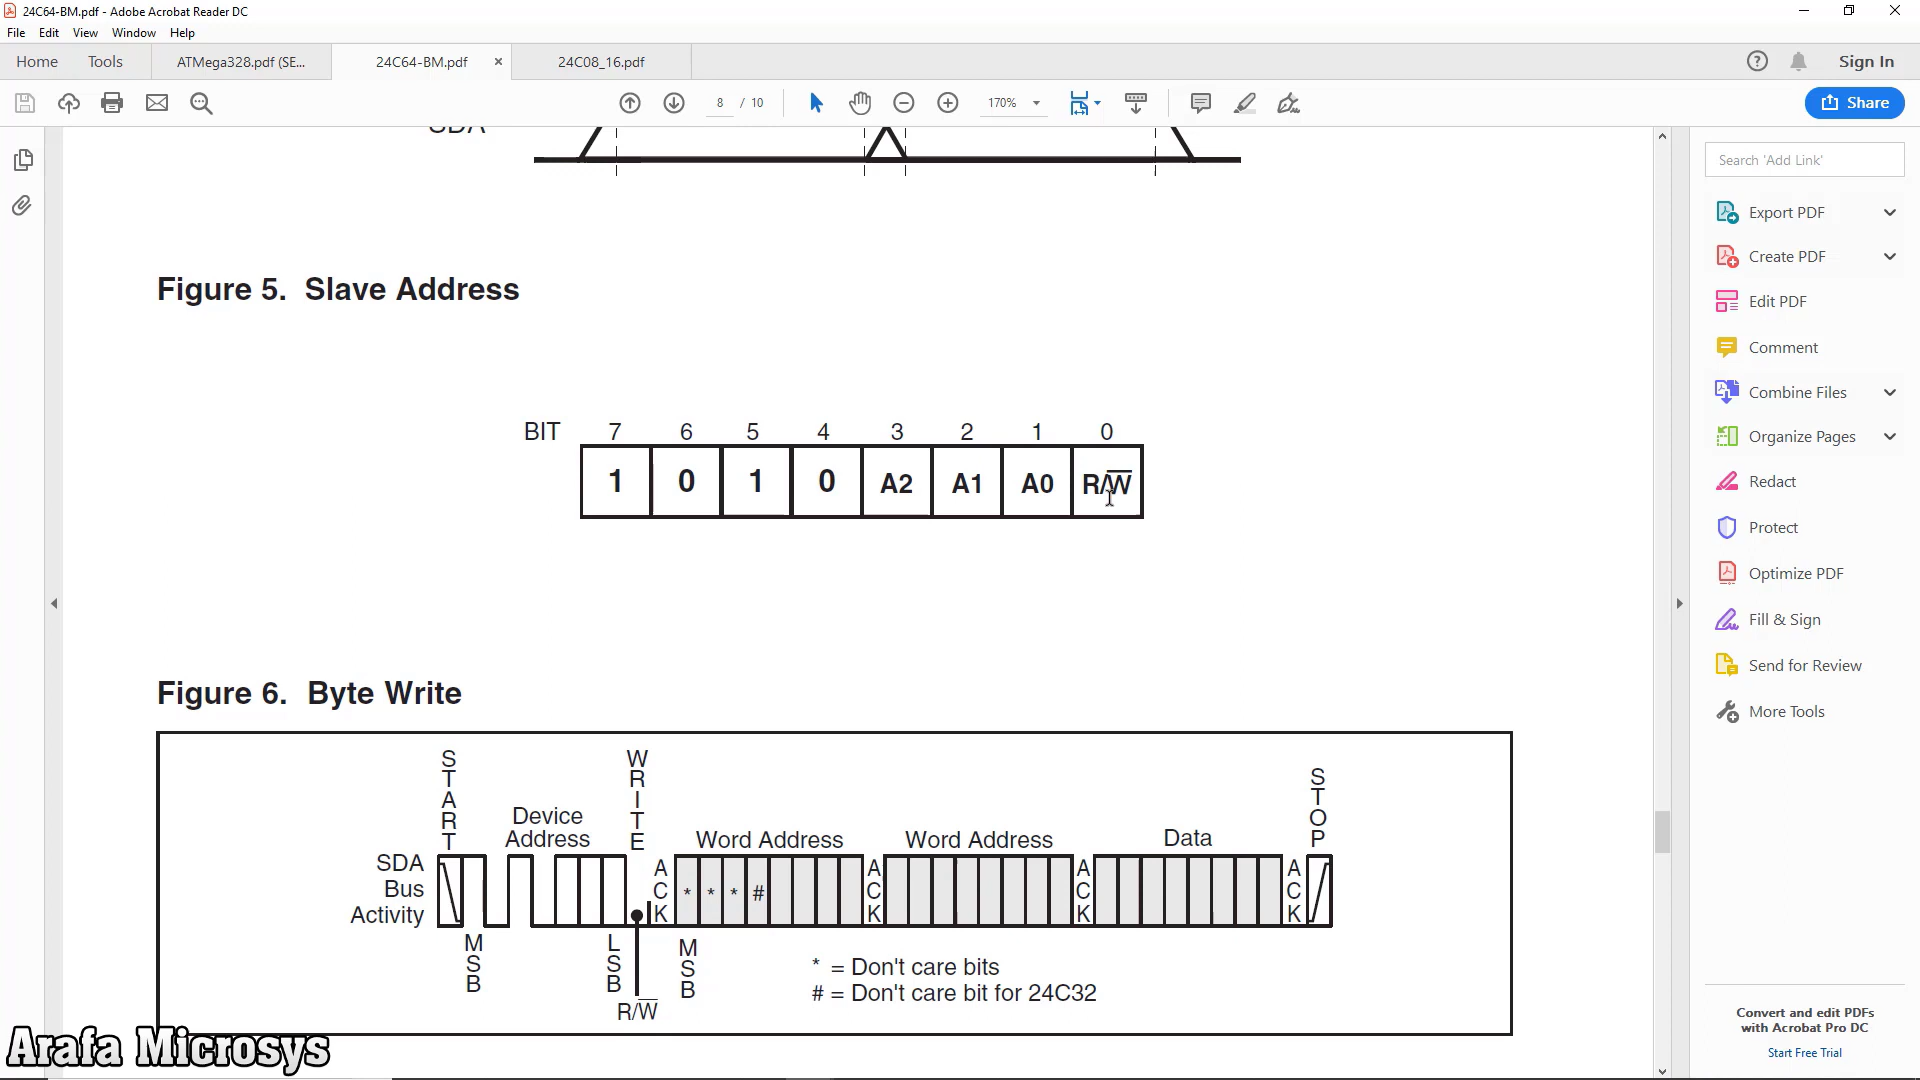 24C64-BM.pdf - Adobe Acrobat Reader DC
File Edit View Window Help
Home Tools ATMega328.pdf (SE... 24C64-BM.pdf × 24C08_16.pdf Sign In
8 / 10 170% Share
SDA
Search 'Add Link'
Export PDF
Create PDF
Edit PDF
Comment
Combine Files
Organize Pages
Redact
Protect
Optimize PDF
Fill & Sign
Send for Review
More Tools
Convert and edit PDFs
with Acrobat Pro DC
Start Free Trial
Figure 5. Slave Address
BIT 7 6 5 4 3 2 1 0
1 0 1 0 A2 A1 A0 R/W̅
Figure 6. Byte Write
START
WRITE
STOP
Device
Address
Word Address Word Address Data
SDA
Bus
Activity
ACK * * * # ACK ACK ACK
MSB LSB MSB
R/W̅
* = Don't care bits
# = Don't care bit for 24C32
Arafa Microsys